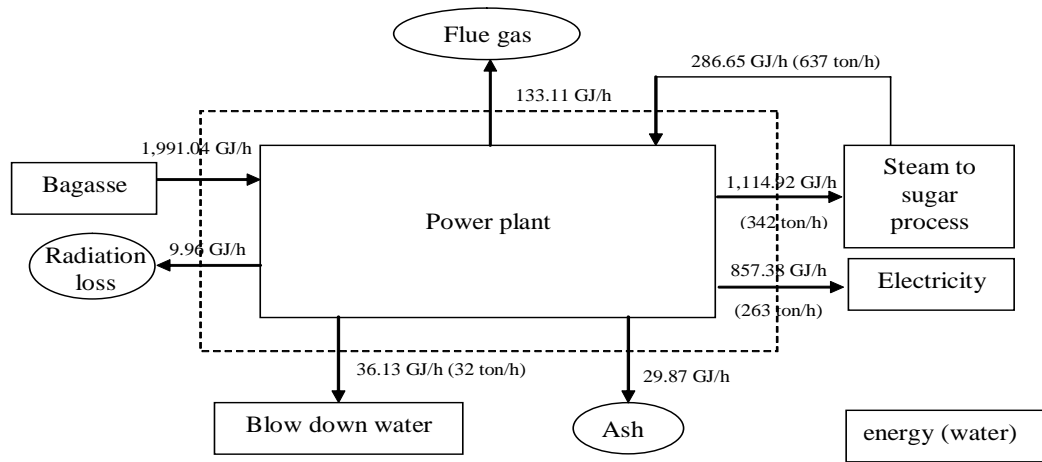 Flue gas
286.65 GJ/h (637 ton/h)
133.11 GJ/h
1,991.04 GJ/h
Bagasse
Power plant
1,114.92 GJ/h
(342 ton/h)
Steam to
sugar
process
Radiation
loss
9.96 GJ/h
857.38 GJ/h
(263 ton/h)
Electricity
36.13 GJ/h (32 ton/h)
29.87 GJ/h
Blow down water
Ash
energy (water)